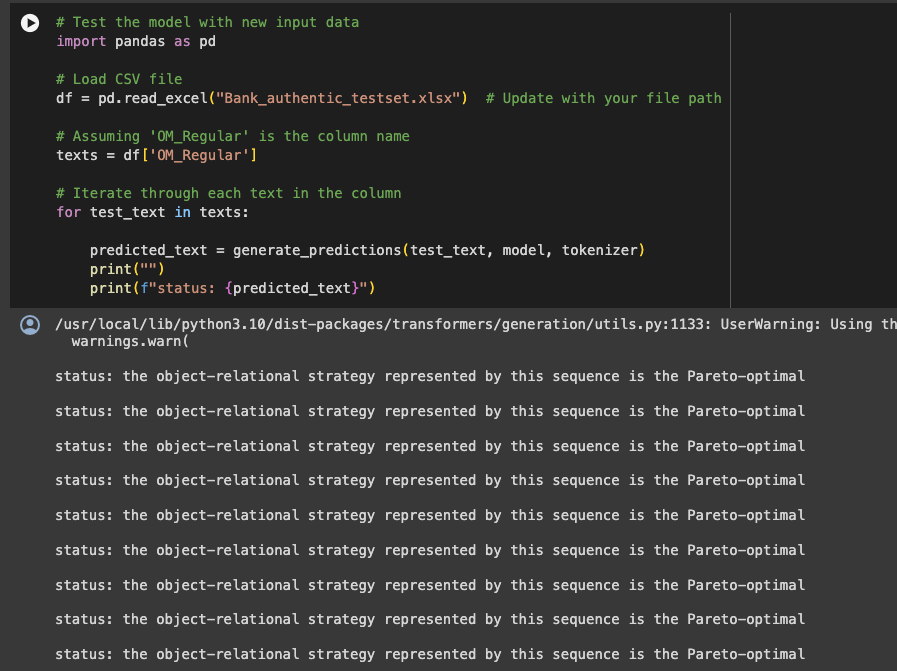 # Test the model with new input data
import pandas as pd
# Load CSV file
df = pd.read_excel("Bank_authentic_testset.xlsx")  # Update with your file path
# Assuming 'OM_Regular' is the column name
texts = df['OM_Regular']
# Iterate through each text in the column
for test_text in texts:
    predicted_text = generate_predictions(test_text, model, tokenizer)
    print("")
    print(f"status: {predicted_text}")
/usr/local/lib/python3.10/dist-packages/transformers/generation/utils.py:1133: UserWarning: Using th
  warnings.warn(
status: the object-relational strategy represented by this sequence is the Pareto-optimal
status: the object-relational strategy represented by this sequence is the Pareto-optimal
status: the object-relational strategy represented by this sequence is the Pareto-optimal
status: the object-relational strategy represented by this sequence is the Pareto-optimal
status: the object-relational strategy represented by this sequence is the Pareto-optimal
status: the object-relational strategy represented by this sequence is the Pareto-optimal
status: the object-relational strategy represented by this sequence is the Pareto-optimal
status: the object-relational strategy represented by this sequence is the Pareto-optimal
status: the object-relational strategy represented by this sequence is the Pareto-optimal